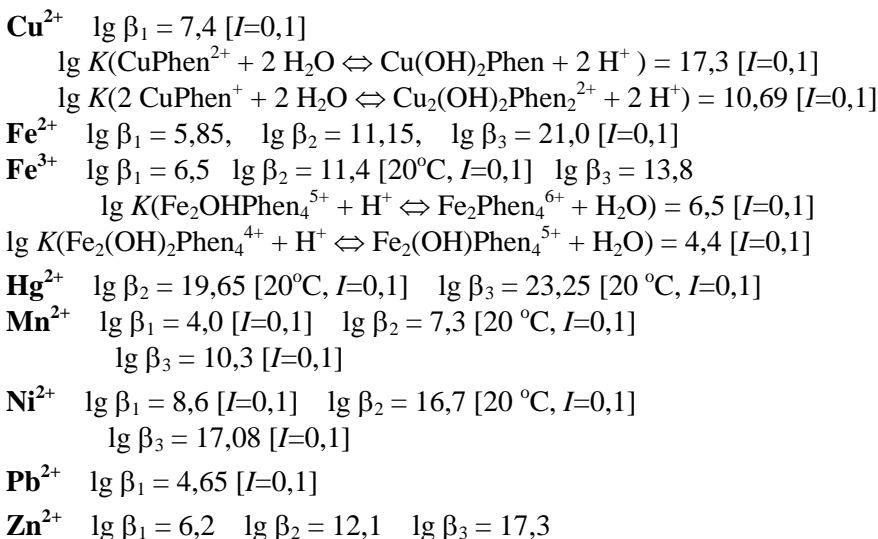 Cu²⁺ lg β₁ = 7,4 [I=0,1]
lg K(CuPhen²⁺ + 2 H₂O ⇔ Cu(OH)₂Phen + 2 H⁺ ) = 17,3 [I=0,1]
lg K(2 CuPhen⁺ + 2 H₂O ⇔ Cu₂(OH)₂Phen₂²⁺ + 2 H⁺) = 10,69 [I=0,1]
Fe²⁺ lg β₁ = 5,85, lg β₂ = 11,15, lg β₃ = 21,0 [I=0,1]
Fe³⁺ lg β₁ = 6,5 lg β₂ = 11,4 [20°C, I=0,1] lg β₃ = 13,8
lg K(Fe₂OHPhen₄⁵⁺ + H⁺ ⇔ Fe₂Phen₄⁶⁺ + H₂O) = 6,5 [I=0,1]
lg K(Fe₂(OH)₂Phen₄⁴⁺ + H⁺ ⇔ Fe₂(OH)Phen₄⁵⁺ + H₂O) = 4,4 [I=0,1]
Hg²⁺ lg β₂ = 19,65 [20°C, I=0,1] lg β₃ = 23,25 [20 °C, I=0,1]
Mn²⁺ lg β₁ = 4,0 [I=0,1] lg β₂ = 7,3 [20 °C, I=0,1]
lg β₃ = 10,3 [I=0,1]
Ni²⁺ lg β₁ = 8,6 [I=0,1] lg β₂ = 16,7 [20 °C, I=0,1]
lg β₃ = 17,08 [I=0,1]
Pb²⁺ lg β₁ = 4,65 [I=0,1]
Zn²⁺ lg β₁ = 6,2 lg β₂ = 12,1 lg β₃ = 17,3